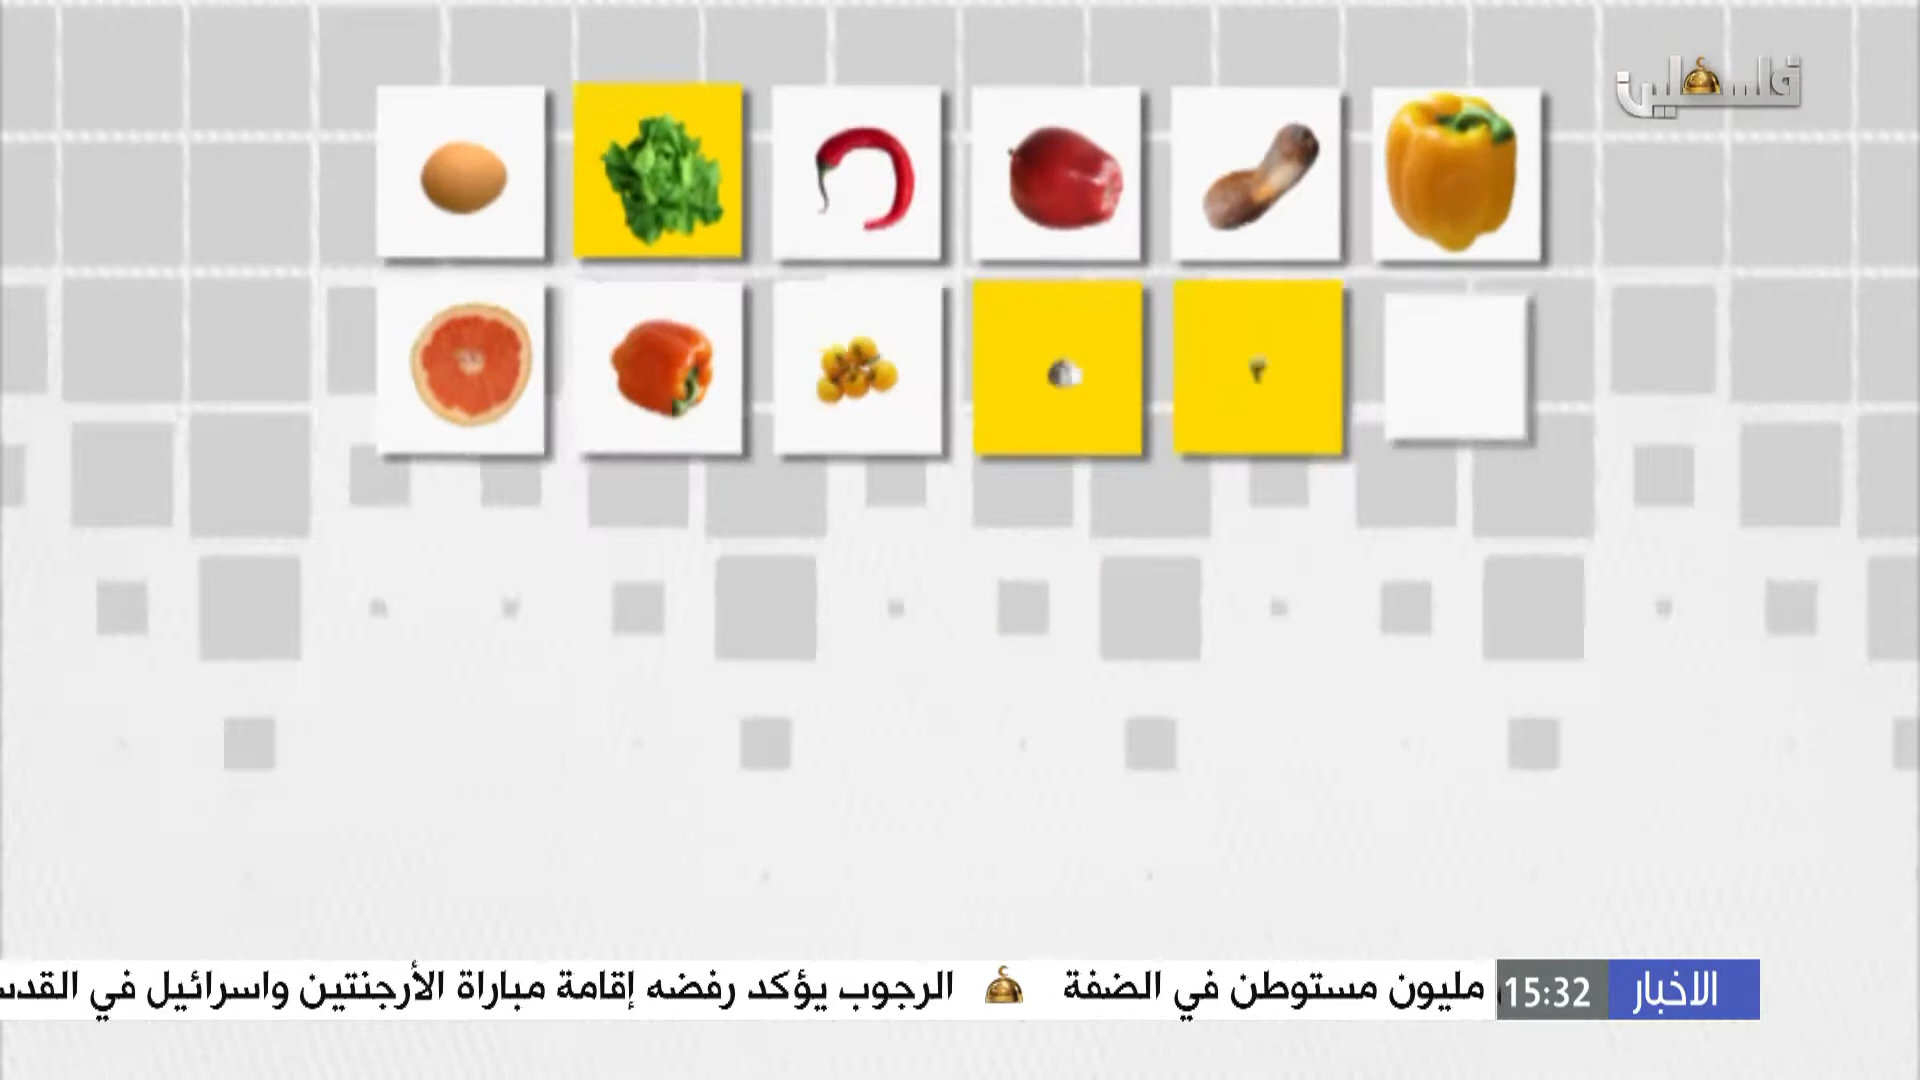 فلسطين
الاخبار 15:32 مليون مستوطن في الضفة الرجوب يؤكد رفضه إقامة مباراة الأرجنتين واسرائيل في القدس